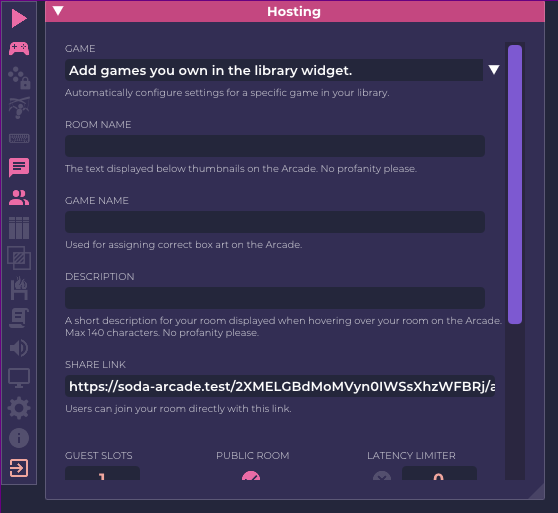 Hosting
GAME
Add games you own in the library widget.
Automatically configure settings for a specific game in your library.
ROOM NAME
The text displayed below thumbnails on the Arcade. No profanity please.
GAME NAME
Used for assigning correct box art on the Arcade.
DESCRIPTION
A short description for your room displayed when hovering over your room on the Arcade.
Max 140 characters. No profanity please.
SHARE LINK
https://soda-arcade.test/2XMELGBdMoMVyn0IWSsXhzWFBRj/a
Users can join your room directly with this link.
GUEST SLOTS PUBLIC ROOM LATENCY LIMITER
1 0